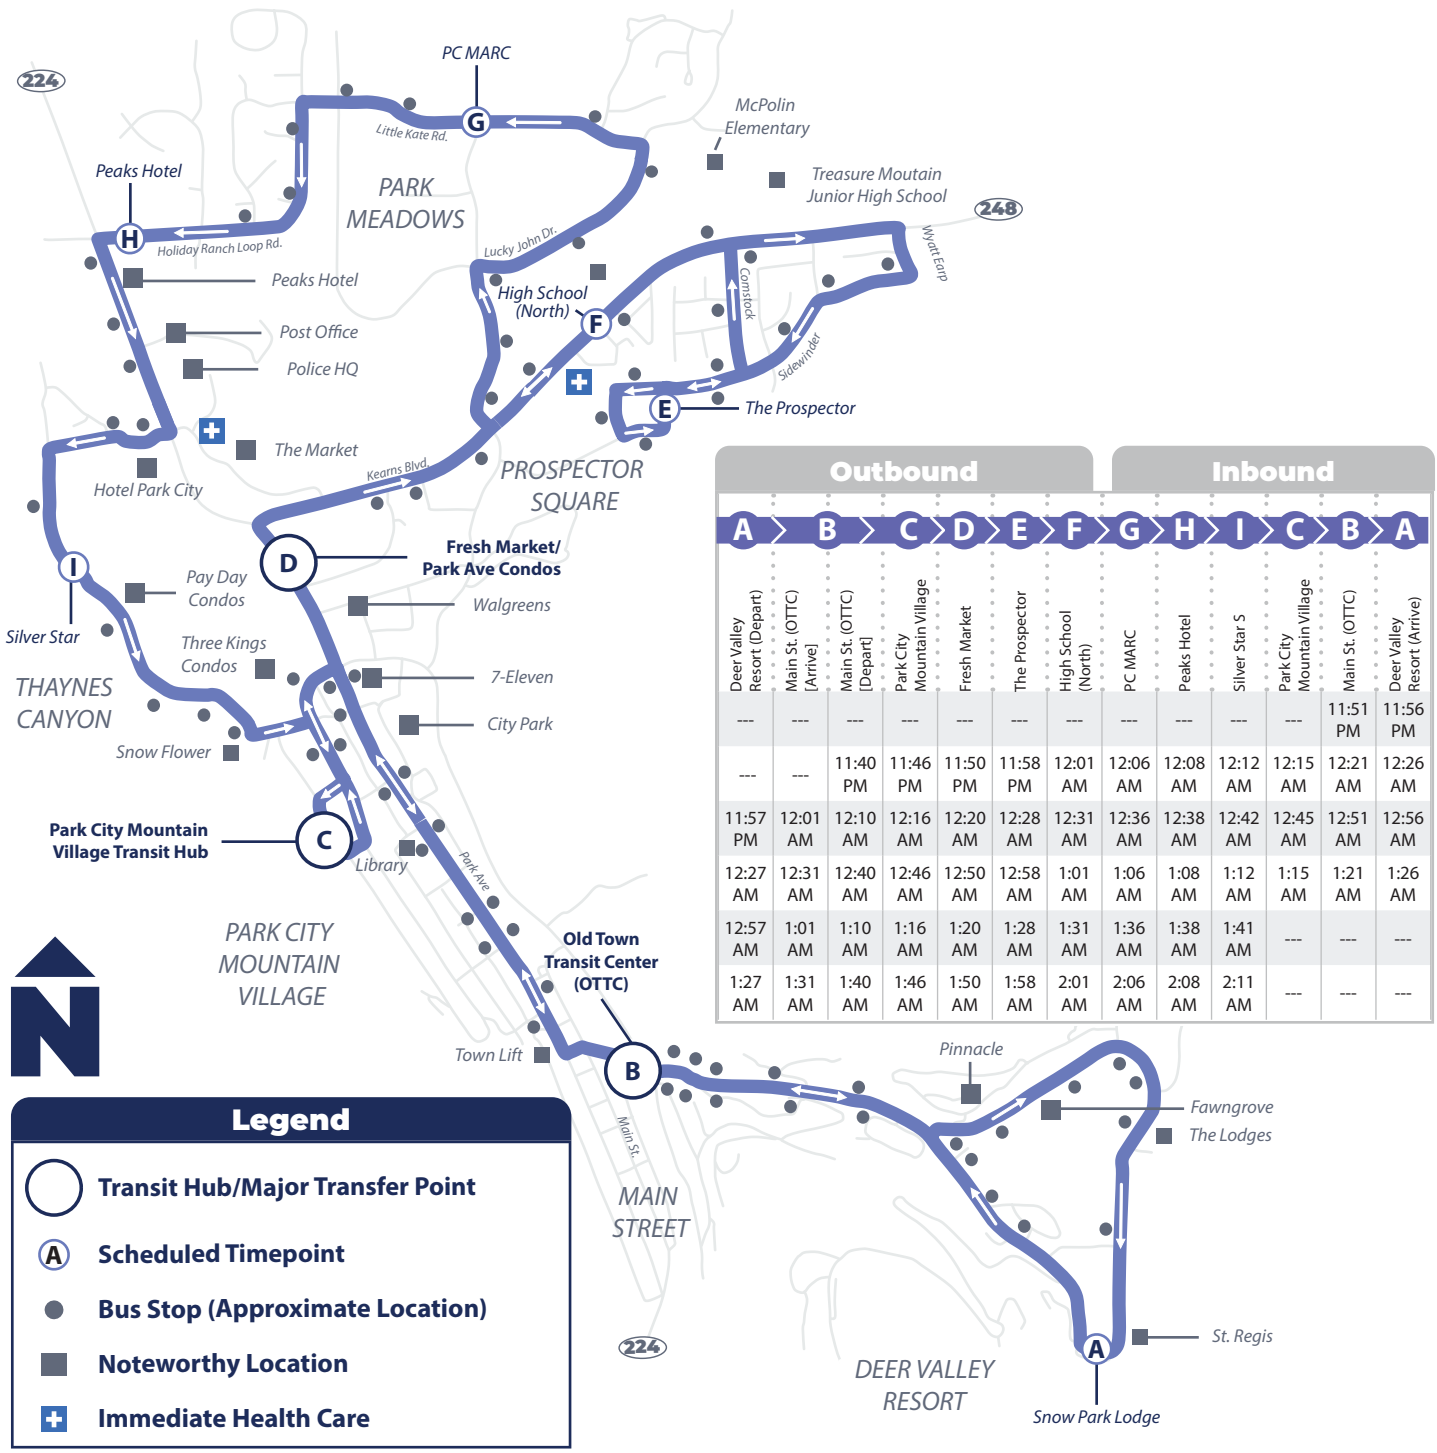 PC MARC
224
G
Little Kate Rd.
McPolin
Elementary
Treasure Moutain
Junior High School
248
Peaks Hotel
H
Holiday Ranch Loop Rd.
PARK
MEADOWS
Lucky John Dr.
Wyatt Earp
Comstock
Sidewinder
Peaks Hotel
High School
(North)
F
Post Office
Police HQ
E
The Prospector
The Market
Hotel Park City
Kearns Blvd.
PROSPECTOR
SQUARE
D
Fresh Market/
Park Ave Condos
I
Silver Star
Pay Day
Condos
Walgreens
Three Kings
Condos
7-Eleven
THAYNES
CANYON
City Park
Snow Flower
Park City Mountain
Village Transit Hub
C
Library
Park Ave
PARK CITY
MOUNTAIN
VILLAGE
Old Town
Transit Center
(OTTC)
N
Town Lift
B
Main St.
MAIN
STREET
224
Pinnacle
Fawngrove
The Lodges
St. Regis
A
DEER VALLEY
RESORT
Snow Park Lodge
Outbound Inbound
A B C D E F G H I C B A
Deer Valley
Resort (Depart)
Main St. (OTTC)
[Arrive]
Main St. (OTTC)
[Depart]
Park City
Mountain Village
Fresh Market
The Prospector
High School
(North)
PC MARC
Peaks Hotel
Silver Star S
Park City
Mountain Village
Main St. (OTTC)
Deer Valley
Resort (Arrive)
--- --- --- --- --- --- --- --- --- --- --- 11:51 11:56
PM PM
--- --- 11:40 11:46 11:50 11:58 12:01 12:06 12:08 12:12 12:15 12:21 12:26
PM PM PM PM AM AM AM AM AM AM AM
11:57 12:01 12:10 12:16 12:20 12:28 12:31 12:36 12:38 12:42 12:45 12:51 12:56
PM AM AM AM AM AM AM AM AM AM AM AM AM
12:27 12:31 12:40 12:46 12:50 12:58 1:01 1:06 1:08 1:12 1:15 1:21 1:26
AM AM AM AM AM AM AM AM AM AM AM AM AM
12:57 1:01 1:10 1:16 1:20 1:28 1:31 1:36 1:38 1:41 --- --- ---
AM AM AM AM AM AM AM AM AM AM
1:27 1:31 1:40 1:46 1:50 1:58 2:01 2:06 2:08 2:11 --- --- ---
AM AM AM AM AM AM AM AM AM AM
Legend
Transit Hub/Major Transfer Point
A Scheduled Timepoint
Bus Stop (Approximate Location)
Noteworthy Location
Immediate Health Care